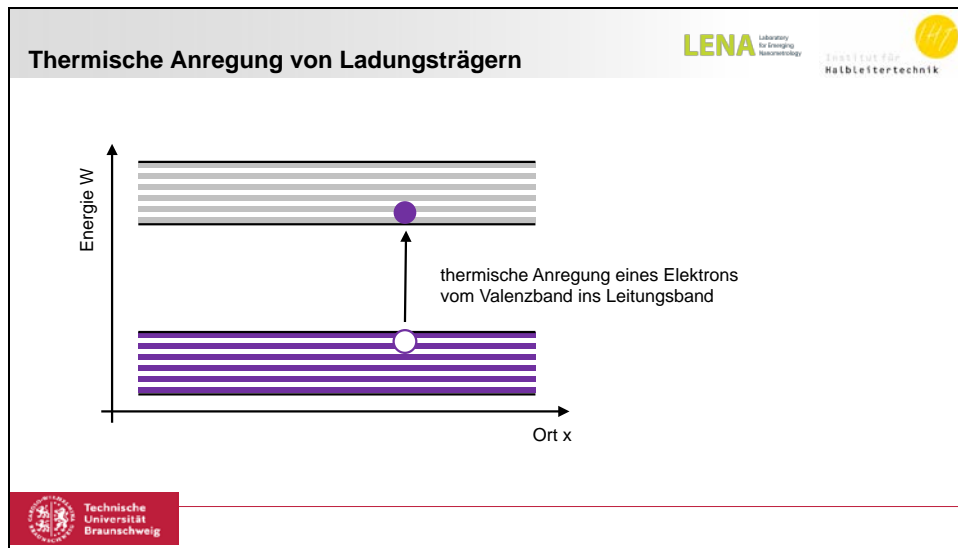 Thermische Anregung von Ladungsträgern
LENA
Laboratory
for Emerging
Nanometrology
Institut für
Halbleitertechnik
Energie W
thermische Anregung eines Elektrons
vom Valenzband ins Leitungsband
Ort x
Technische
Universität
Braunschweig